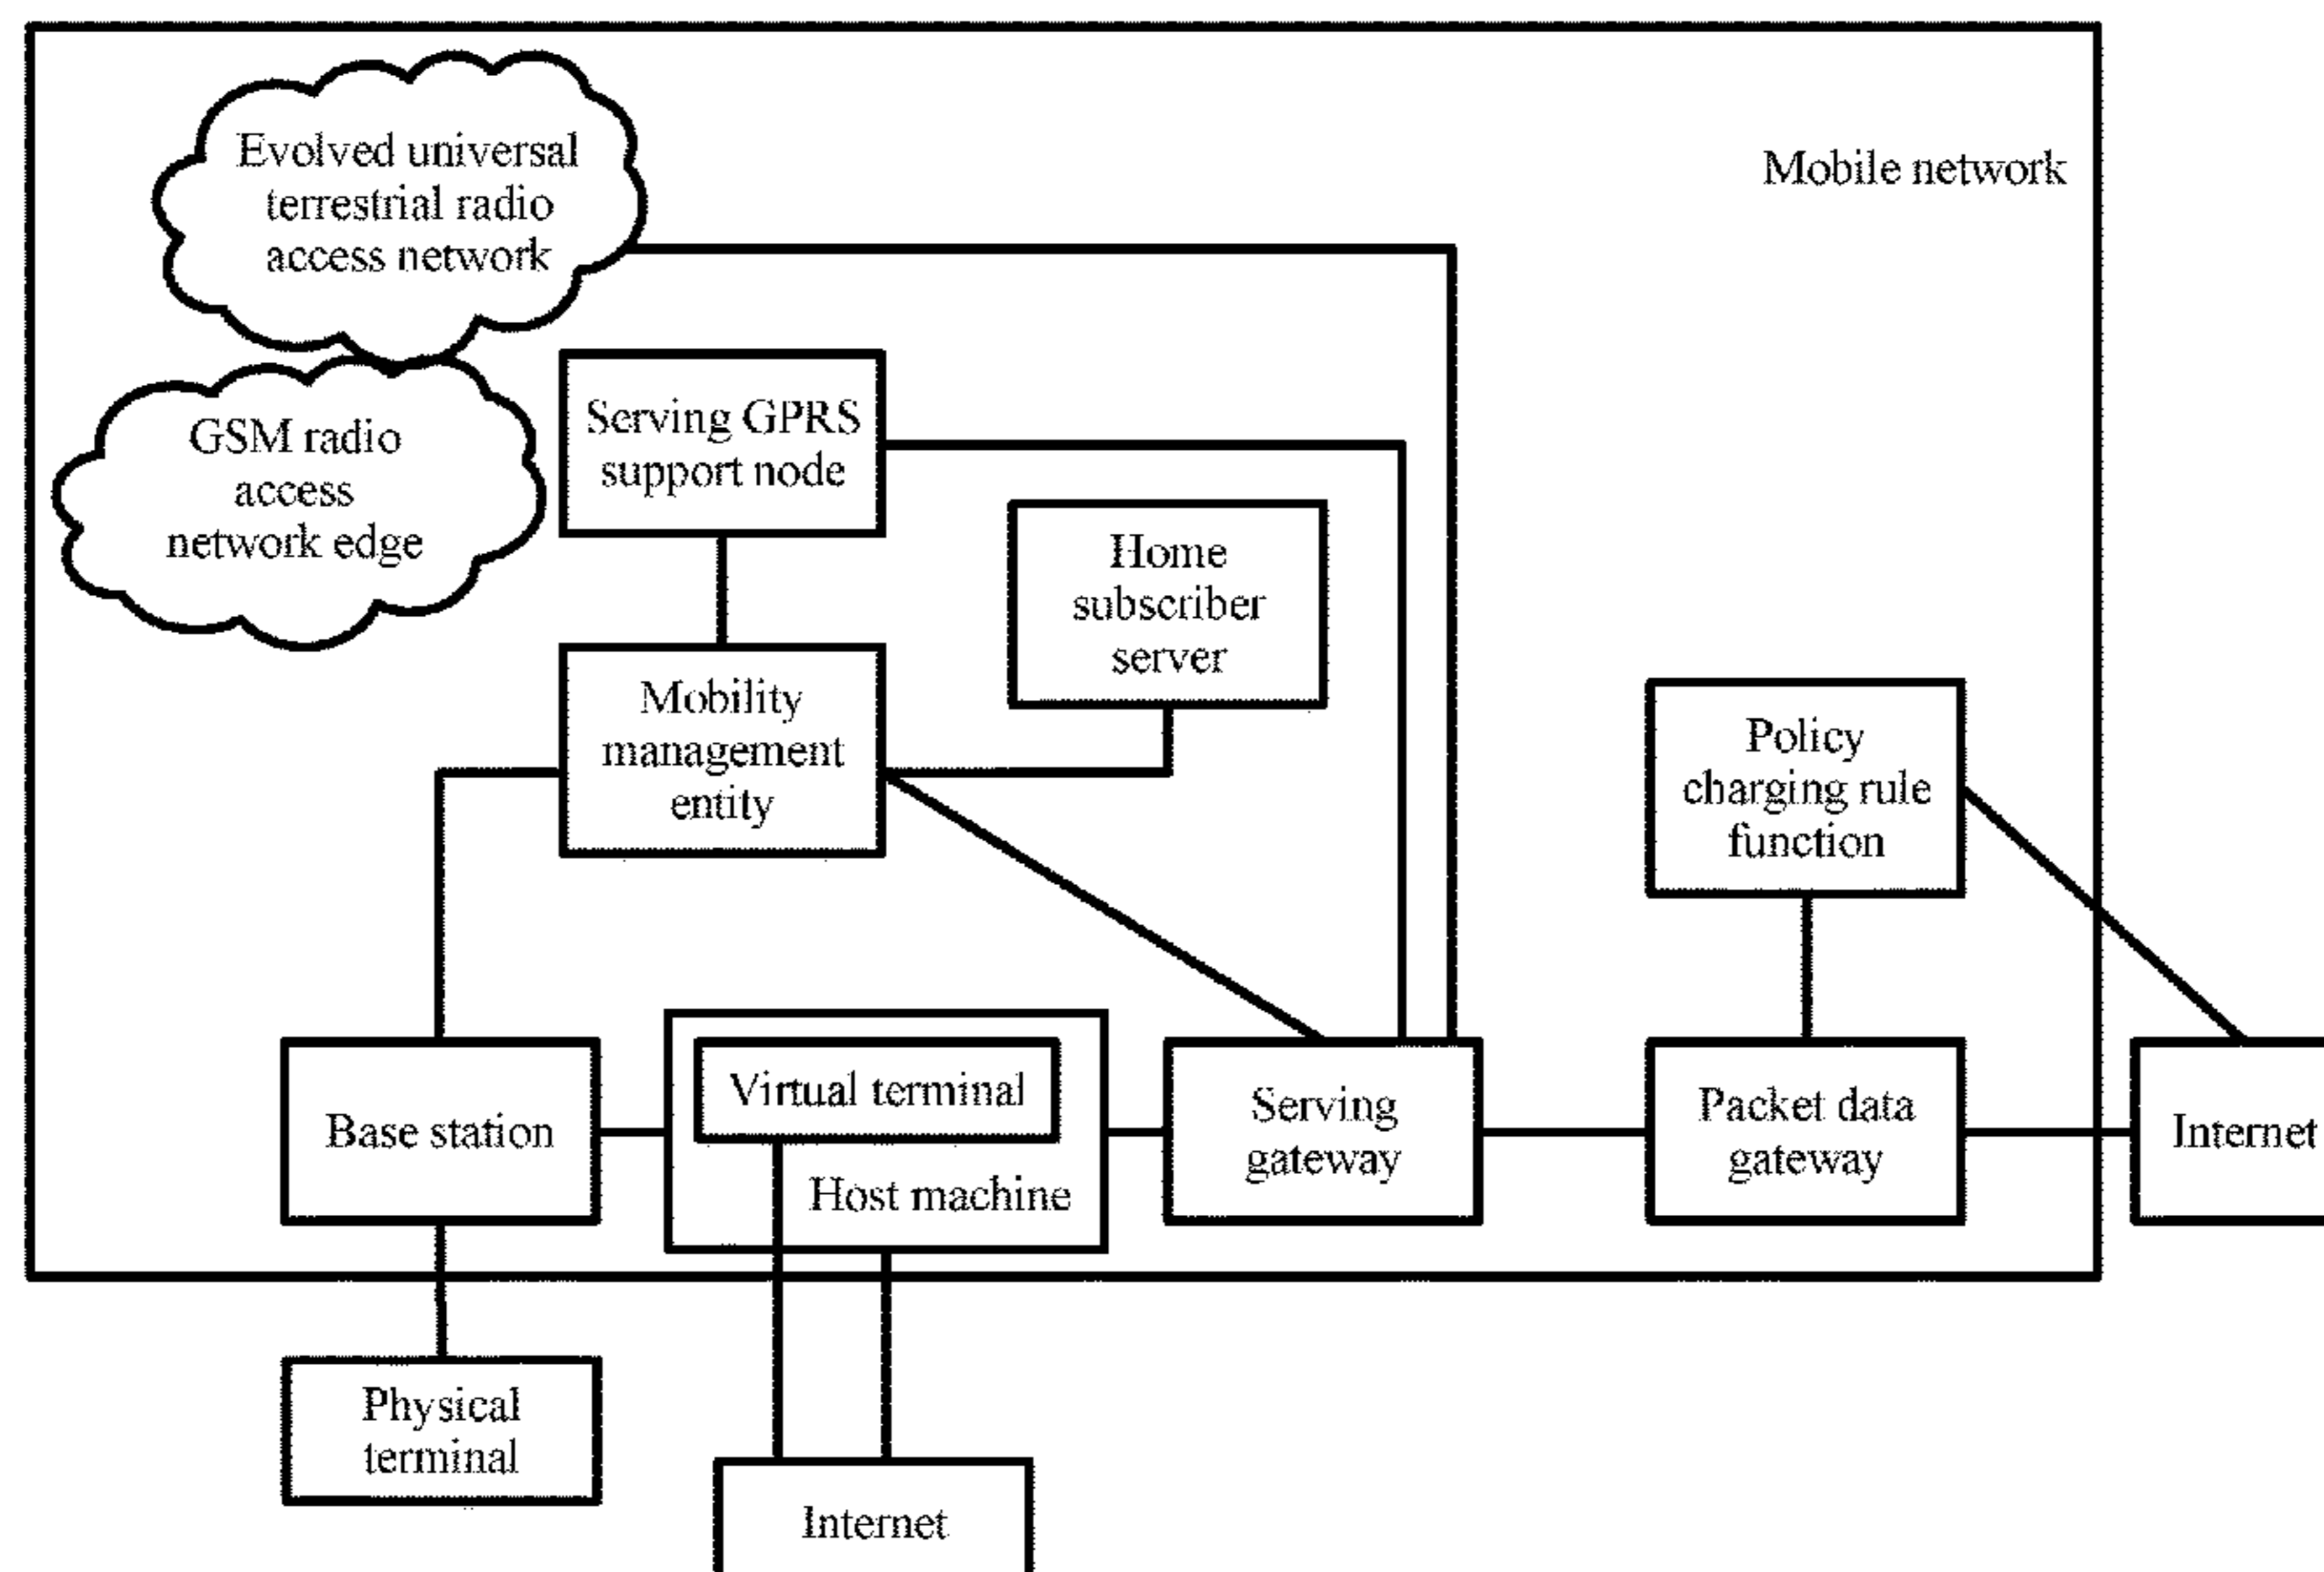 Evolved universal
terrestrial radio
access network
Mobile network
GSM radio
access
network edge
Serving GPRS
support node
Home
subscriber
server
Mobility
management
entity
Policy
charging rule
function
Base station
Virtual terminal
Host machine
Serving
gateway
Packet data
gateway
Internet
Physical
terminal
Internet